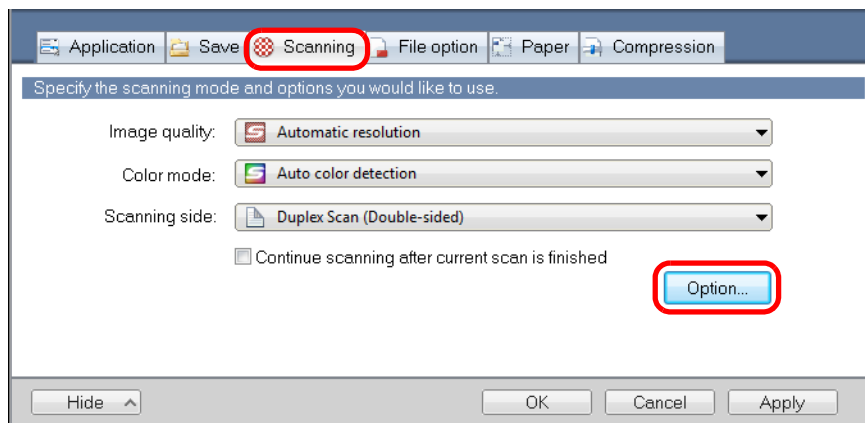 Application Save Scanning File option Paper Compression
Specify the scanning mode and options you would like to use.
Image quality: Automatic resolution
Color mode: Auto color detection
Scanning side: Duplex Scan (Double-sided)
Continue scanning after current scan is finished
Option...
Hide OK Cancel Apply